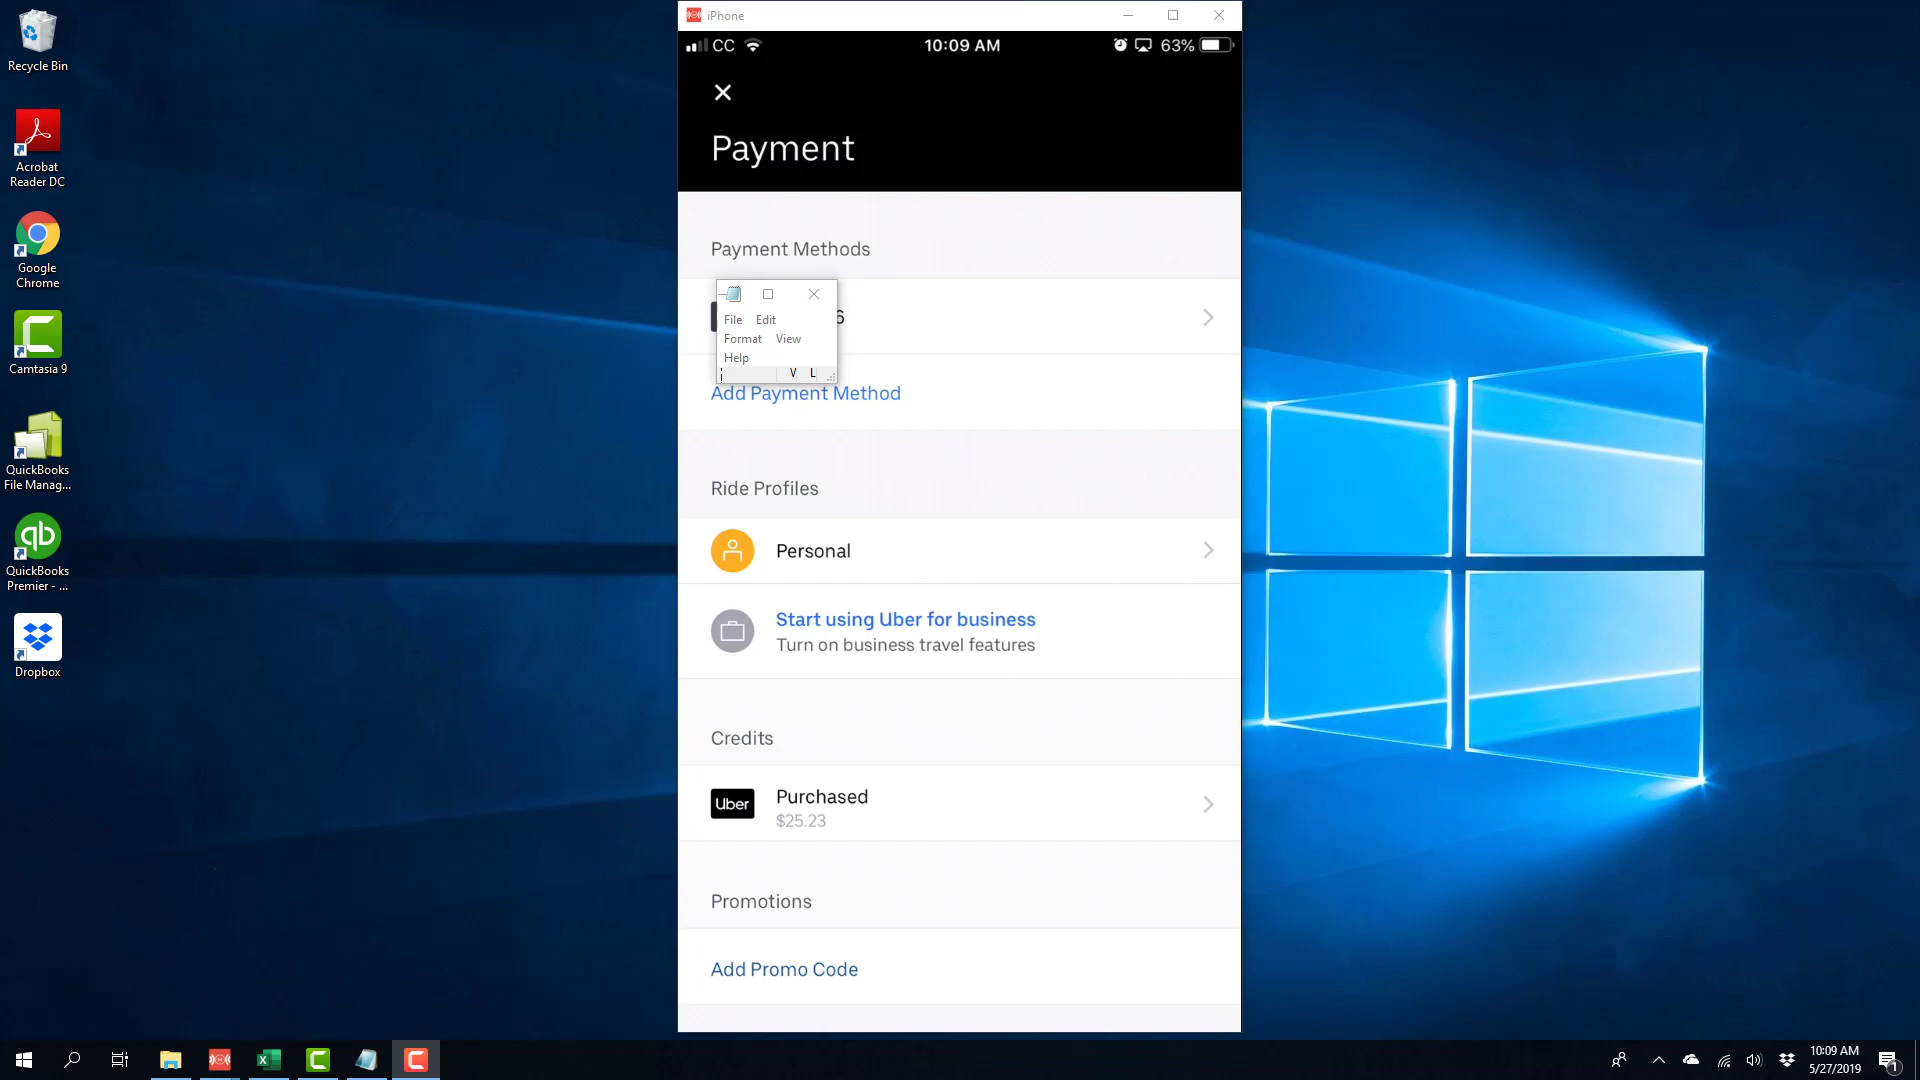 Recycle Bin
Acrobat
Reader DC
Google
Chrome
Camtasia 9
QuickBooks
File Manag...
qb
QuickBooks
Premier - ...
Dropbox
iPhone
CC
10:09 AM
63%
Payment
Payment Methods
6
File Edit
Format View
Help
V L
Add Payment Method
Ride Profiles
Personal
Start using Uber for business
Turn on business travel features
Credits
Uber
Purchased
$25.23
Promotions
Add Promo Code
10:09 AM
5/27/2019
1